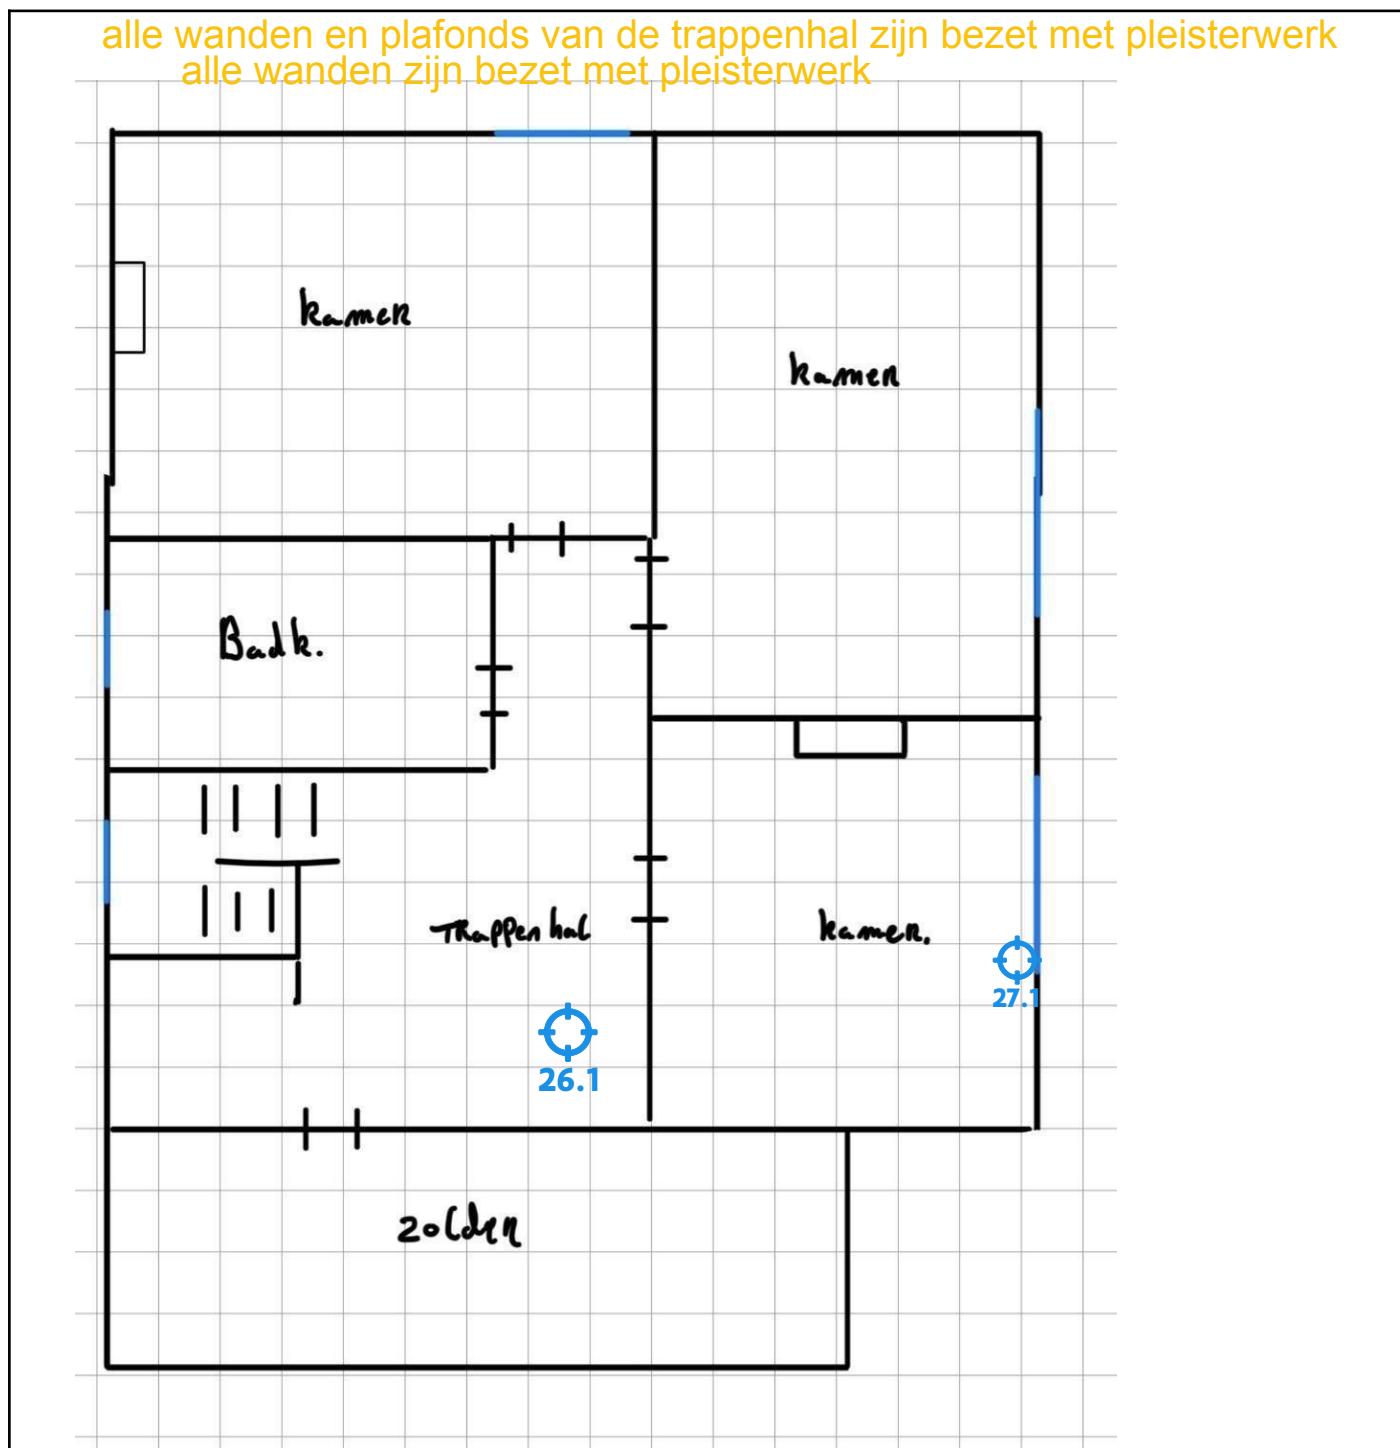 alle wanden en plafonds van de trappenhal zijn bezet met pleisterwerk
alle wanden zijn bezet met pleisterwerk
kamer
kamer
Badk.
Trappenhal
kamer.
27.1
26.1
zolder